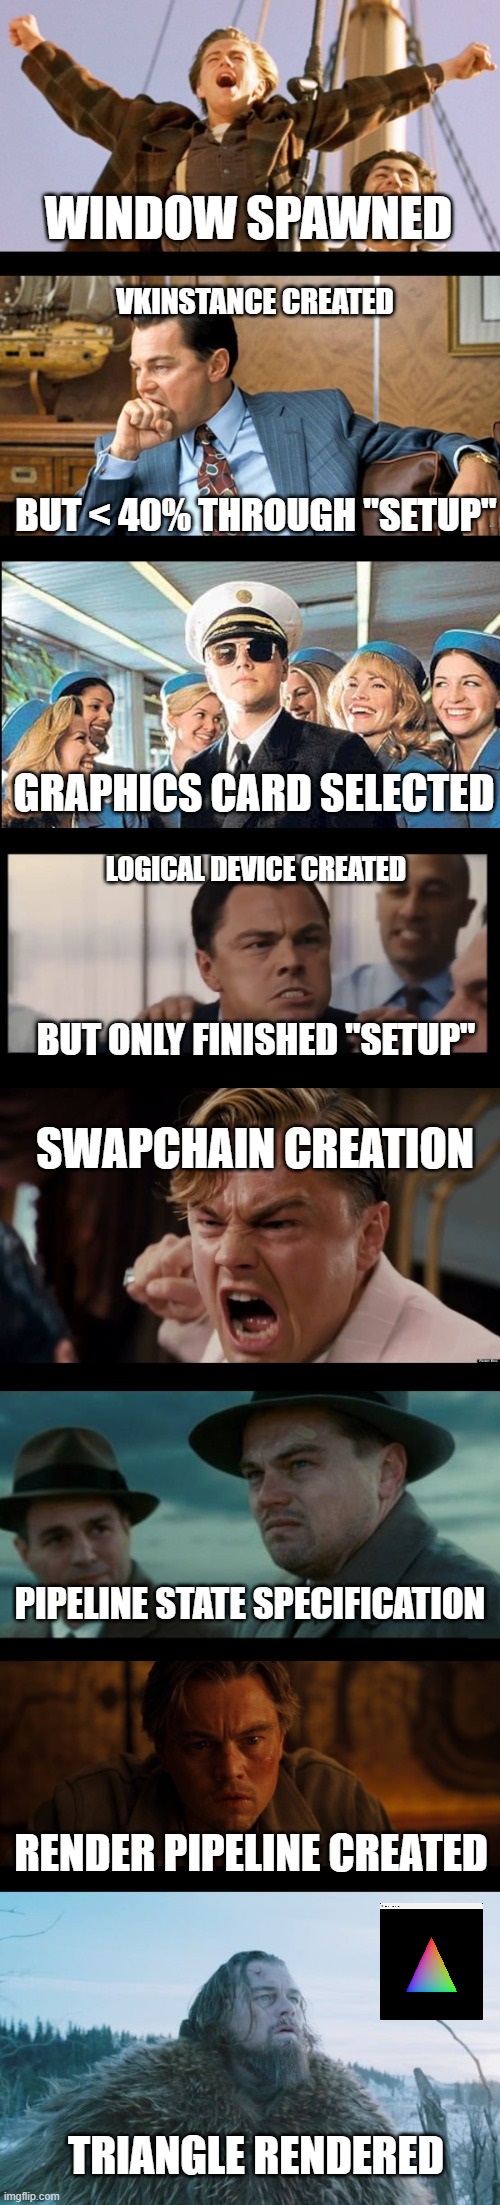 WINDOW SPAWNED
VKINSTANCE CREATED
BUT < 40% THROUGH "SETUP"
GRAPHICS CARD SELECTED
LOGICAL DEVICE CREATED
BUT ONLY FINISHED "SETUP"
SWAPCHAIN CREATION
PIPELINE STATE SPECIFICATION
RENDER PIPELINE CREATED
TRIANGLE RENDERED
imgflip.com